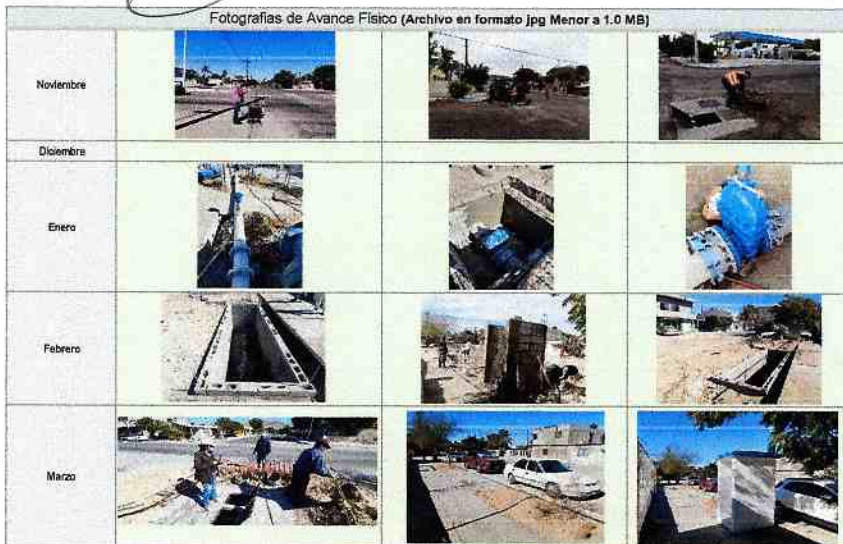 Fotografías de Avance Físico (Archivo en formato jpg Menor a 1.0 MB)
Noviembre
Diciembre
Enero
Febrero
Marzo